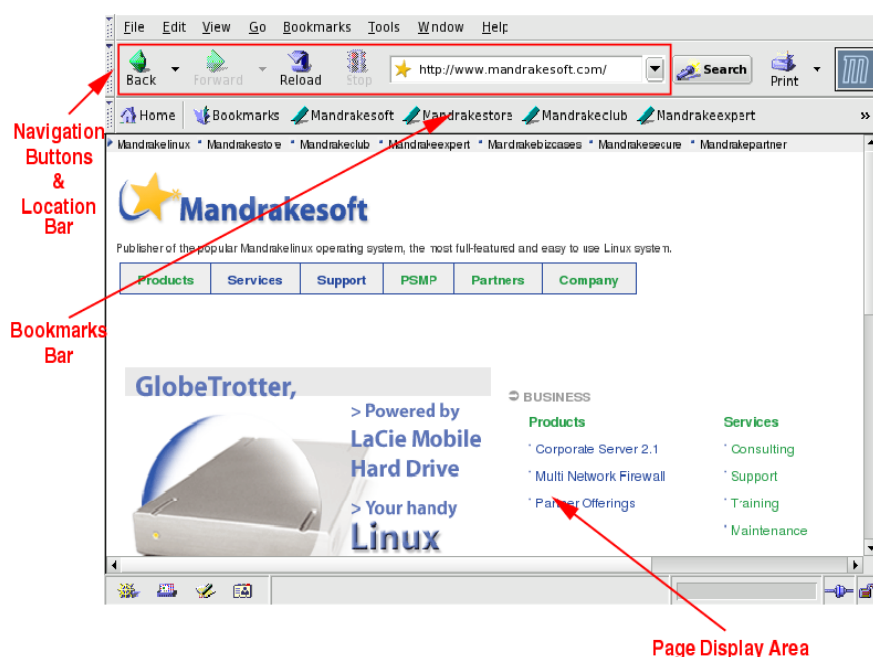 File Edit View Go Bookmarks Tools Window Help
Back Forward Reload Stop http://www.mandrakesoft.com/ Search Print
Home Bookmarks Mandrakesoft Mandrakestore Mandrakeclub Mandrakeexpert »
Mandrakelinux Mandrakestore Mandrakeclub Mandrakeexpert Mandrakebizcases Mandrakesecure Mandrakepartner
Navigation
Buttons
&
Location
Bar
Mandrakesoft
Publisher of the popular Mandrakelinux operating system, the most full-featured and easy to use Linux system.
Products Services Support PSMP Partners Company
Bookmarks
Bar
GlobeTrotter,
> Powered by
LaCie Mobile
Hard Drive
> Your handy
Linux
BUSINESS
Products
Corporate Server 2.1
Multi Network Firewall
Partner Offerings
Services
Consulting
Support
Training
Maintenance
Page Display Area